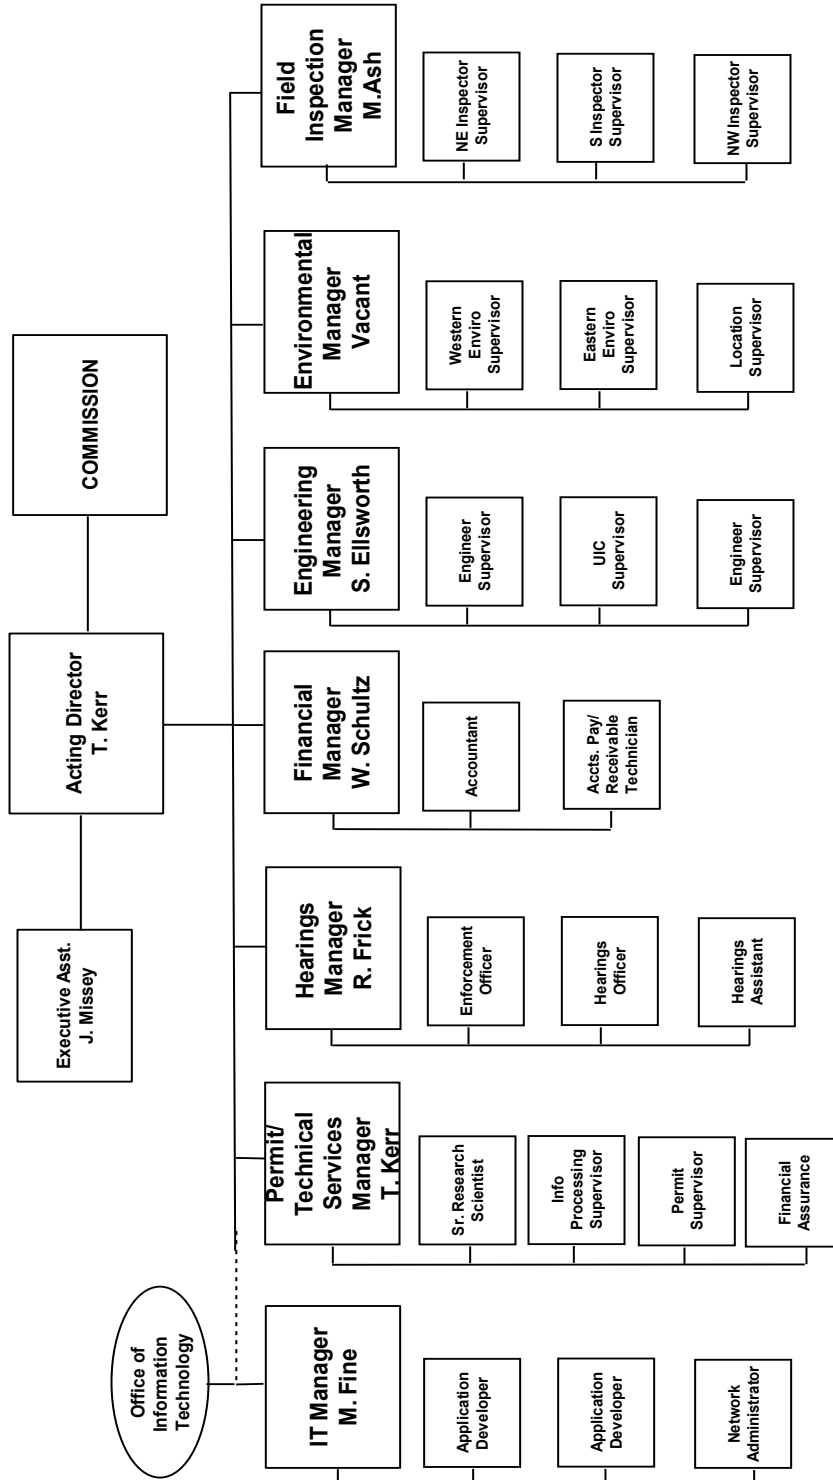 COMMISSION
Acting Director
T. Kerr
Executive Asst.
J. Missey
Office of
Information
Technology
IT Manager
M. Fine
Application
Developer
Application
Developer
Network
Administrator
Permit/
Technical
Services
Manager
T. Kerr
Sr. Research
Scientist
Info
Processing
Supervisor
Permit
Supervisor
Financial
Assurance
Hearings
Manager
R. Frick
Enforcement
Officer
Hearings
Officer
Hearings
Assistant
Financial
Manager
W. Schultz
Accountant
Accts. Pay/
Receivable
Technician
Engineering
Manager
S. Ellsworth
Engineer
Supervisor
UIC
Supervisor
Engineer
Supervisor
Environmental
Manager
Vacant
Western
Enviro
Supervisor
Eastern
Enviro
Supervisor
Location
Supervisor
Field
Inspection
Manager
M.Ash
NE Inspector
Supervisor
S Inspector
Supervisor
NW Inspector
Supervisor